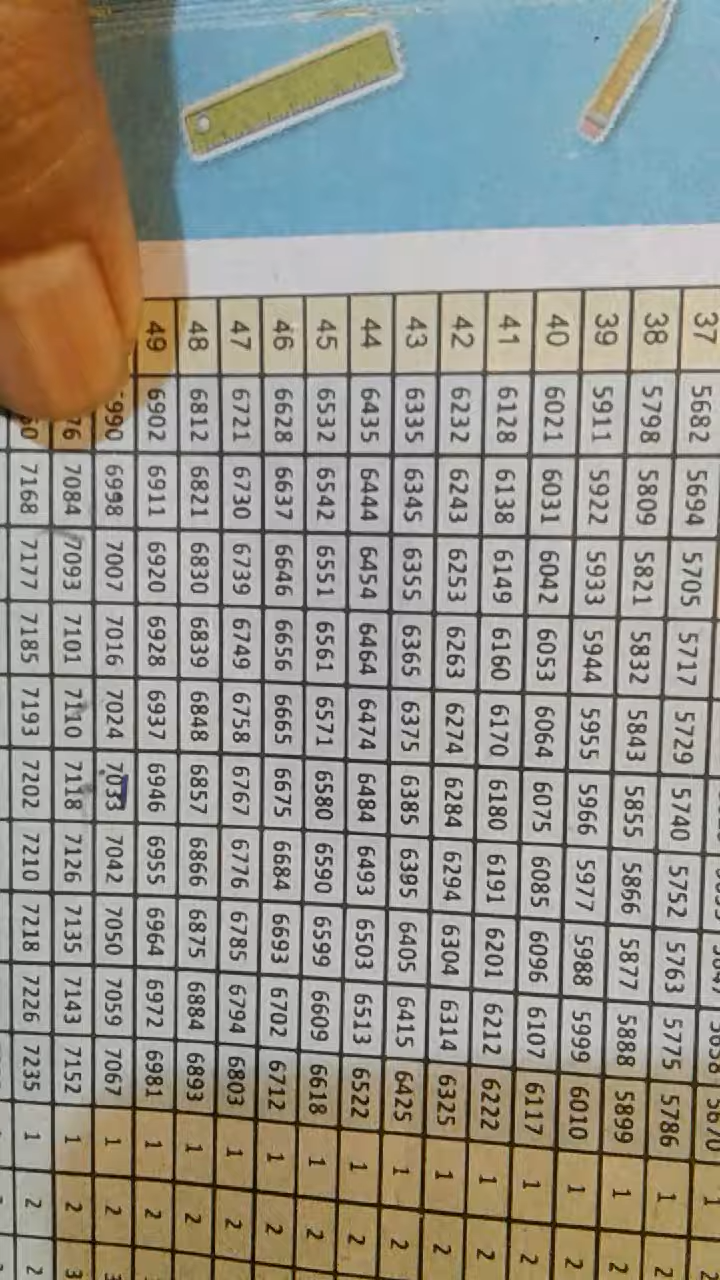 37 5682 5694 5705 5717 5729 5740 5752 5763 5775 5786 1
38 5798 5809 5821 5832 5843 5855 5866 5877 5888 5899 1 2
39 5911 5922 5933 5944 5955 5966 5977 5988 5999 6010 1 2
40 6021 6031 6042 6053 6064 6075 6085 6096 6107 6117 1 2
41 6128 6138 6149 6160 6170 6180 6191 6201 6212 6222 1 2
42 6232 6243 6253 6263 6274 6284 6294 6304 6314 6325 1 2
43 6335 6345 6355 6365 6375 6385 6395 6405 6415 6425 1 2
44 6435 6444 6454 6464 6474 6484 6493 6503 6513 6522 1 2
45 6532 6542 6551 6561 6571 6580 6590 6599 6609 6618 1 2
46 6628 6637 6646 6656 6665 6675 6684 6693 6702 6712 1 2
47 6721 6730 6739 6749 6758 6767 6776 6785 6794 6803 1 2
48 6812 6821 6830 6839 6848 6857 6866 6875 6884 6893 1 2
49 6902 6911 6920 6928 6937 6946 6955 6964 6972 6981 1 2
6998 7007 7016 7024 7033 7042 7050 7059 7067 1 2
7084 7093 7101 7110 7118 7126 7135 7143 7152 1 2 3
7168 7177 7185 7193 7202 7210 7218 7226 7235 1 2 2